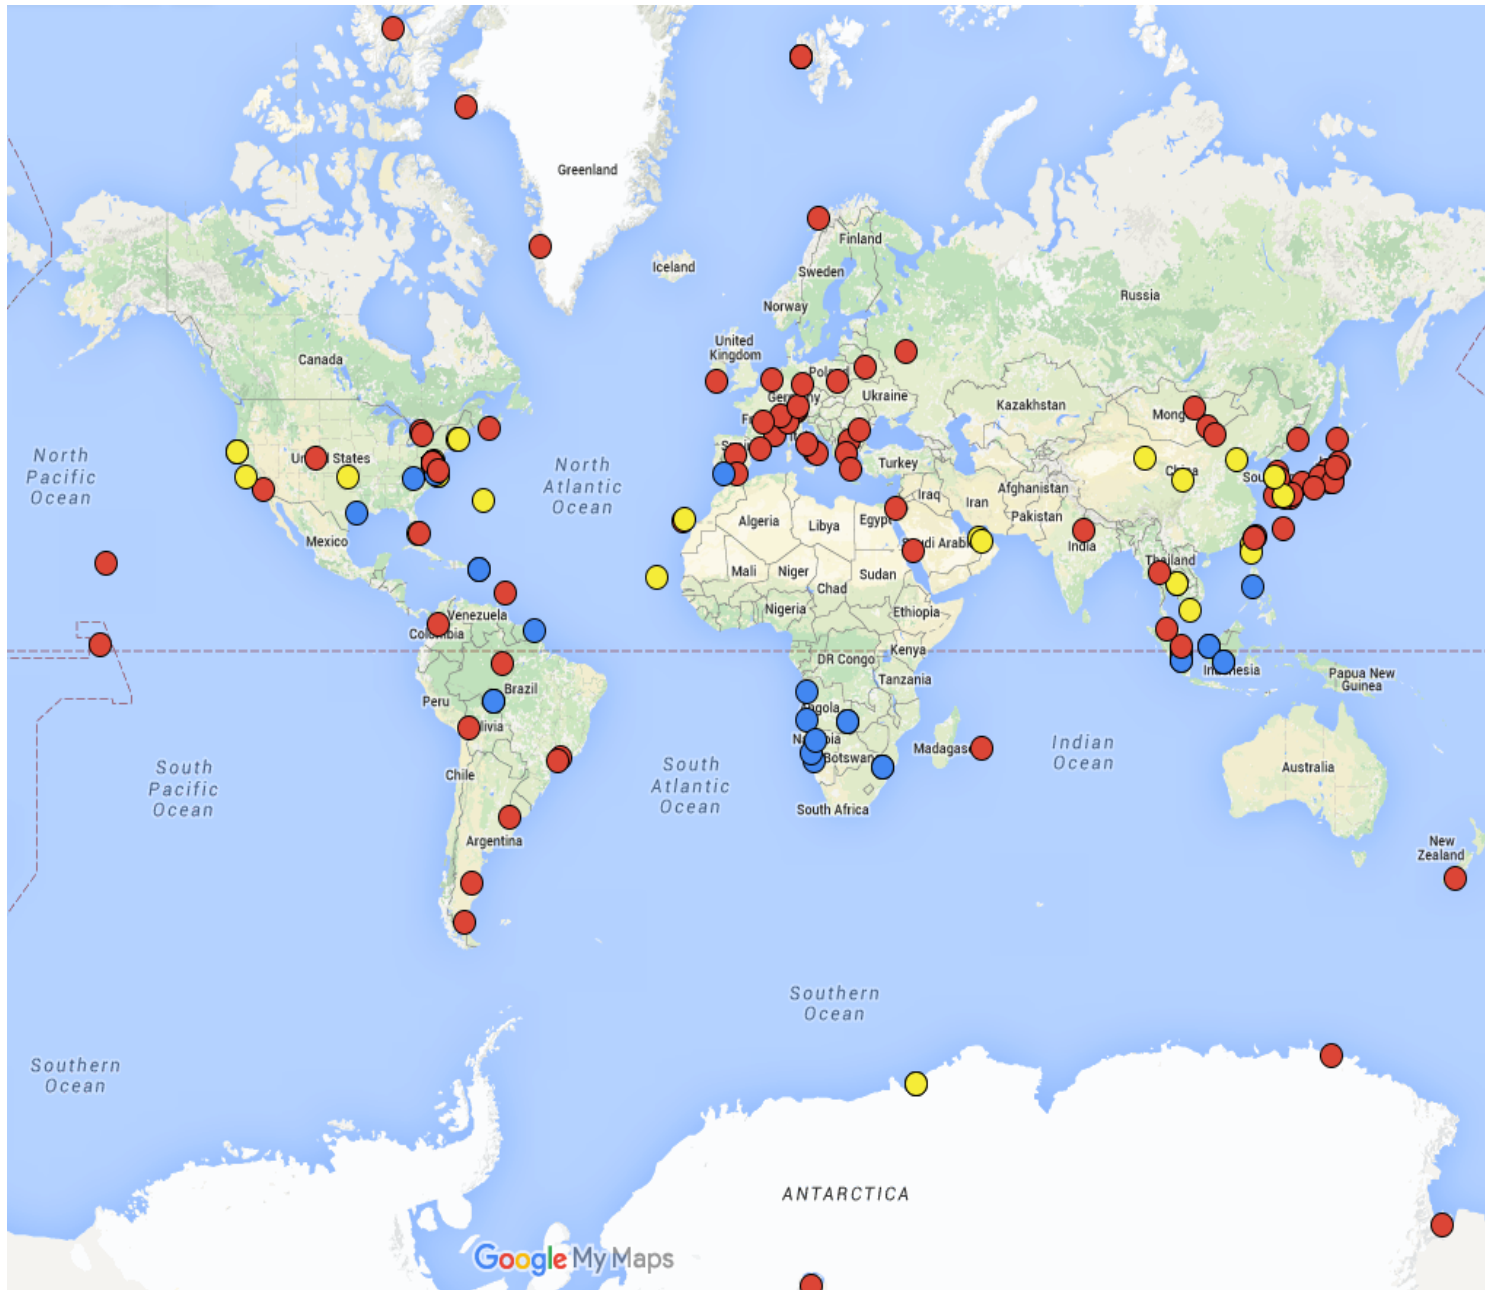 Greenland
Iceland
Finland
Sweden
Norway
Russia
United
Kingdom
Canada
Ukraine
Kazakhstan
Turkey
North
Pacific
Ocean
North
Atlantic
Ocean
Iraq
Iran
Afghanistan
Pakistan
China
Algeria
Libya
Egypt
Mexico
India
Thailand
Mali
Niger
Sudan
Chad
Nigeria
Ethiopia
Venezuela
DR Congo
Kenya
Tanzania
Brazil
Peru
Papua New
Guinea
Angola
South
Pacific
Ocean
Chile
South
Atlantic
Ocean
Indian
Ocean
Australia
South Africa
Argentina
New
Zealand
Southern
Ocean
Southern
Ocean
ANTARCTICA
Google My Maps